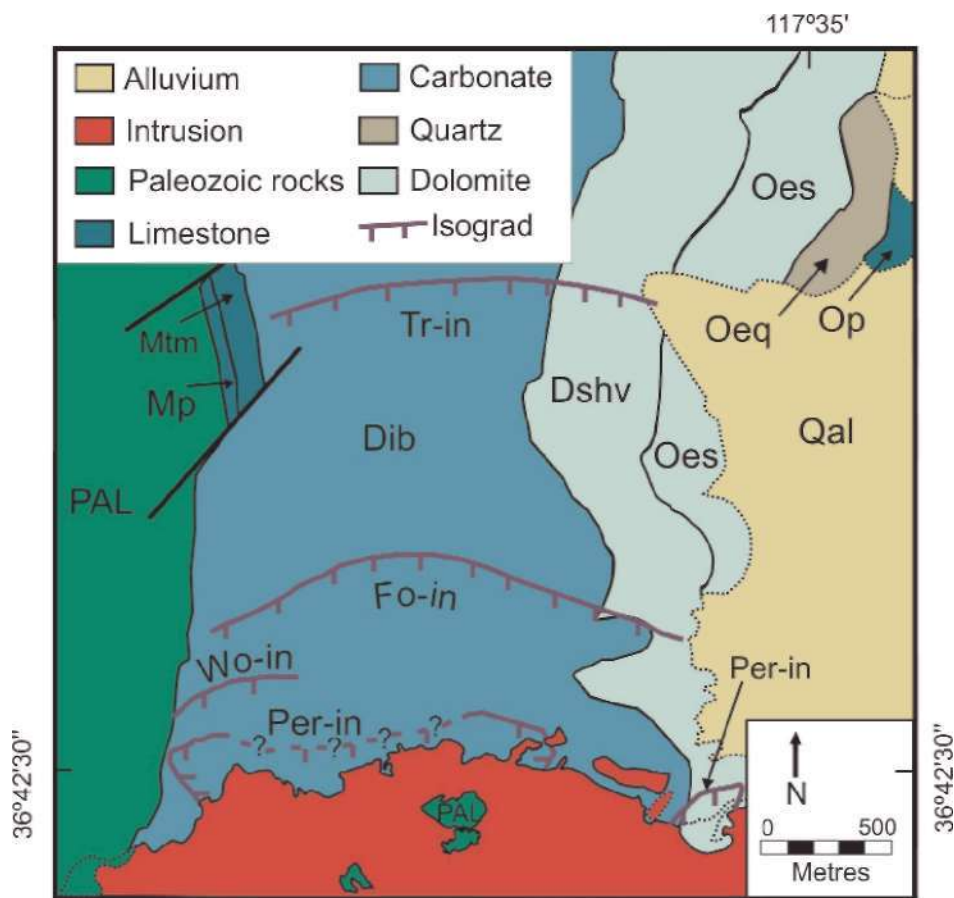 117º35'
Alluvium
Carbonate
Intrusion
Quartz
Paleozoic rocks
Dolomite
Limestone
Isograd
Oes
Mtm
Tr-in
Oeq
Op
Mp
Dshv
Dib
Qal
Oes
PAL
Fo-in
Wo-in
Per-in
Per-in
? ? ? ?
36º42'30"
36º42'30"
PAL
N
0 500
Metres